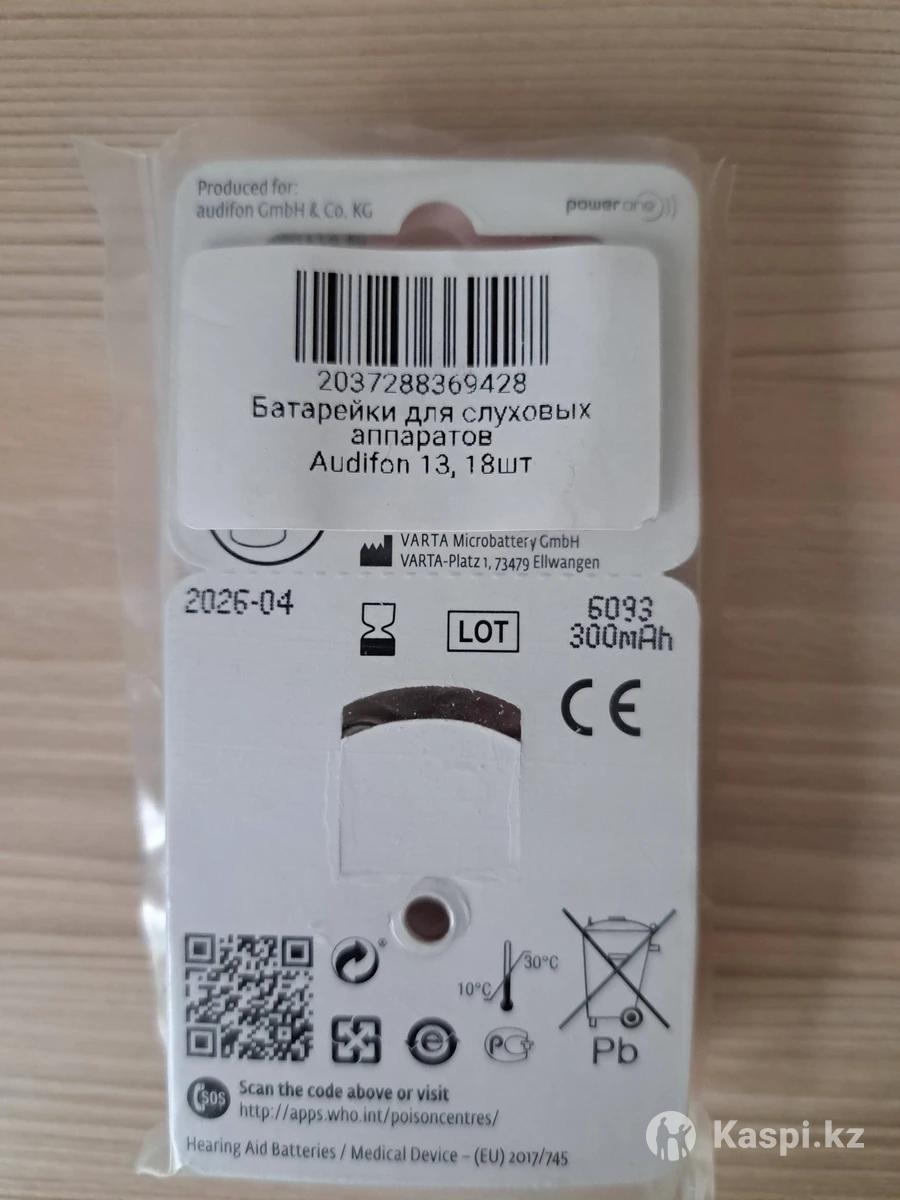 Produced for:
audifon GmbH & Co. KG
power one
2037288369428
Батарейки для слуховых
аппаратов
Audifon 13, 18шт
VARTA Microbattery GmbH
VARTA-Platz 1, 73479 Ellwangen
2026-04
LOT
6093
300mAh
CE
30°C
10°C
Pb
SOS
Scan the code above or visit
http://apps.who.int/poisoncentres/
Hearing Aid Batteries / Medical Device – (EU) 2017/745
Kaspi.kz